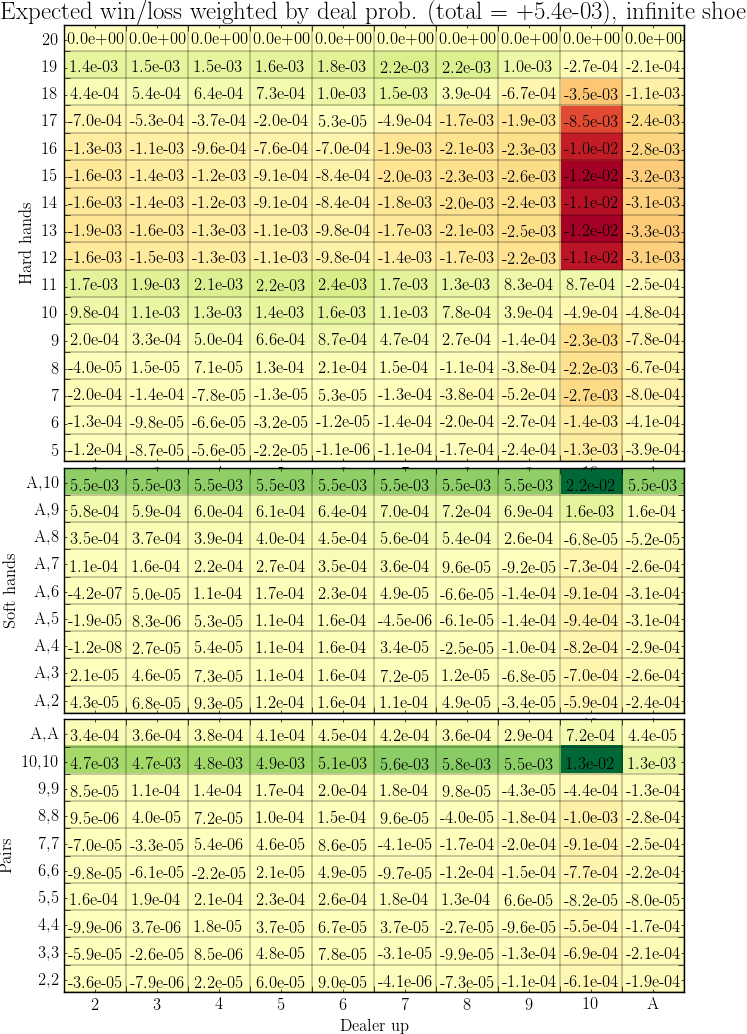 Expected win/loss weighted by deal prob. (total = +5.4e-03), infinite shoe
20 0.0e+00 0.0e+00 0.0e+00 0.0e+00 0.0e+00 0.0e+00 0.0e+00 0.0e+00 0.0e+00 0.0e+00
19 1.4e-03 1.5e-03 1.5e-03 1.6e-03 1.8e-03 2.2e-03 2.2e-03 1.0e-03 -2.7e-04 -2.1e-04
18 4.4e-04 5.4e-04 6.4e-04 7.3e-04 1.0e-03 1.5e-03 3.9e-04 -6.7e-04 -3.5e-03 -1.1e-03
17 -7.0e-04 -5.3e-04 -3.7e-04 -2.0e-04 5.3e-05 -4.9e-04 -1.7e-03 -1.9e-03 -8.5e-03 -2.4e-03
16 -1.3e-03 -1.1e-03 -9.6e-04 -7.6e-04 -7.0e-04 -1.9e-03 -2.1e-03 -2.3e-03 -1.0e-02 -2.8e-03
15 -1.6e-03 -1.4e-03 -1.2e-03 -9.1e-04 -8.4e-04 -2.0e-03 -2.3e-03 -2.6e-03 -1.2e-02 -3.2e-03
14 -1.6e-03 -1.4e-03 -1.2e-03 -9.1e-04 -8.4e-04 -1.8e-03 -2.0e-03 -2.4e-03 -1.1e-02 -3.1e-03
13 -1.9e-03 -1.6e-03 -1.3e-03 -1.1e-03 -9.8e-04 -1.7e-03 -2.1e-03 -2.5e-03 -1.2e-02 -3.3e-03
12 -1.6e-03 -1.5e-03 -1.3e-03 -1.1e-03 -9.8e-04 -1.4e-03 -1.7e-03 -2.2e-03 -1.1e-02 -3.1e-03
11 1.7e-03 1.9e-03 2.1e-03 2.2e-03 2.4e-03 1.7e-03 1.3e-03 8.3e-04 8.7e-04 -2.5e-04
10 9.8e-04 1.1e-03 1.3e-03 1.4e-03 1.6e-03 1.1e-03 7.8e-04 3.9e-04 -4.9e-04 -4.8e-04
9 2.0e-04 3.3e-04 5.0e-04 6.6e-04 8.7e-04 4.7e-04 2.7e-04 -1.4e-04 -2.3e-03 -7.8e-04
8 -4.0e-05 1.5e-05 7.1e-05 1.3e-04 2.1e-04 1.5e-04 -1.1e-04 -3.8e-04 -2.2e-03 -6.7e-04
7 -2.0e-04 -1.4e-04 -7.8e-05 -1.3e-05 5.3e-05 -1.3e-04 -3.8e-04 -5.2e-04 -2.7e-03 -8.0e-04
6 -1.3e-04 -9.8e-05 -6.6e-05 -3.2e-05 -1.2e-05 -1.4e-04 -2.0e-04 -2.7e-04 -1.4e-03 -4.1e-04
5 -1.2e-04 -8.7e-05 -5.6e-05 -2.2e-05 -1.1e-06 -1.1e-04 -1.7e-04 -2.4e-04 -1.3e-03 -3.9e-04
Hard hands
A,10 5.5e-03 5.5e-03 5.5e-03 5.5e-03 5.5e-03 5.5e-03 5.5e-03 5.5e-03 2.2e-02 5.5e-03
A,9 5.8e-04 5.9e-04 6.0e-04 6.1e-04 6.4e-04 7.0e-04 7.2e-04 6.9e-04 1.6e-03 1.6e-04
A,8 3.5e-04 3.7e-04 3.9e-04 4.0e-04 4.5e-04 5.6e-04 5.4e-04 2.6e-04 -6.8e-05 -5.2e-05
A,7 1.1e-04 1.6e-04 2.2e-04 2.7e-04 3.5e-04 3.6e-04 9.6e-05 -9.2e-05 -7.3e-04 -2.6e-04
A,6 -4.2e-07 5.0e-05 1.1e-04 1.7e-04 2.3e-04 4.9e-05 -6.6e-05 -1.4e-04 -9.1e-04 -3.1e-04
A,5 -1.9e-05 8.3e-06 5.3e-05 1.1e-04 1.6e-04 -4.5e-06 -6.1e-05 -1.4e-04 -9.4e-04 -3.1e-04
A,4 -1.2e-08 2.7e-05 5.4e-05 1.1e-04 1.6e-04 3.4e-05 -2.5e-05 -1.0e-04 -8.2e-04 -2.9e-04
A,3 2.1e-05 4.6e-05 7.3e-05 1.1e-04 1.6e-04 7.2e-05 1.2e-05 -6.8e-05 -7.0e-04 -2.6e-04
A,2 4.3e-05 6.8e-05 9.3e-05 1.2e-04 1.6e-04 1.1e-04 4.9e-05 -3.4e-05 -5.9e-04 -2.4e-04
Soft hands
A,A 3.4e-04 3.6e-04 3.8e-04 4.1e-04 4.5e-04 4.2e-04 3.6e-04 2.9e-04 7.2e-04 4.4e-05
10,10 4.7e-03 4.7e-03 4.8e-03 4.9e-03 5.1e-03 5.6e-03 5.8e-03 5.5e-03 1.3e-02 1.3e-03
9,9 8.5e-05 1.1e-04 1.4e-04 1.7e-04 2.0e-04 1.8e-04 9.8e-05 -4.3e-05 -4.4e-04 -1.3e-04
8,8 9.5e-06 4.0e-05 7.2e-05 1.0e-04 1.5e-04 9.6e-05 -4.0e-05 -1.8e-04 -1.0e-03 -2.8e-04
7,7 -7.0e-05 -3.3e-05 5.4e-06 4.6e-05 8.6e-05 -4.1e-05 -1.7e-04 -2.0e-04 -9.1e-04 -2.5e-04
6,6 -9.8e-05 -6.1e-05 -2.2e-05 2.1e-05 4.9e-05 -9.7e-05 -1.2e-04 -1.5e-04 -7.7e-04 -2.2e-04
5,5 1.6e-04 1.9e-04 2.1e-04 2.3e-04 2.6e-04 1.8e-04 1.3e-04 6.6e-05 -8.2e-05 -8.0e-05
4,4 -9.9e-06 3.7e-06 1.8e-05 3.7e-05 6.7e-05 3.7e-05 -2.7e-05 -9.6e-05 -5.5e-04 -1.7e-04
3,3 -5.9e-05 -2.6e-05 8.5e-06 4.8e-05 7.8e-05 -3.1e-05 -9.9e-05 -1.3e-04 -6.9e-04 -2.1e-04
2,2 -3.6e-05 -7.9e-06 2.2e-05 6.0e-05 9.0e-05 -4.1e-06 -7.3e-05 -1.1e-04 -6.1e-04 -1.9e-04
Pairs
2 3 4 5 6 7 8 9 10 A
Dealer up